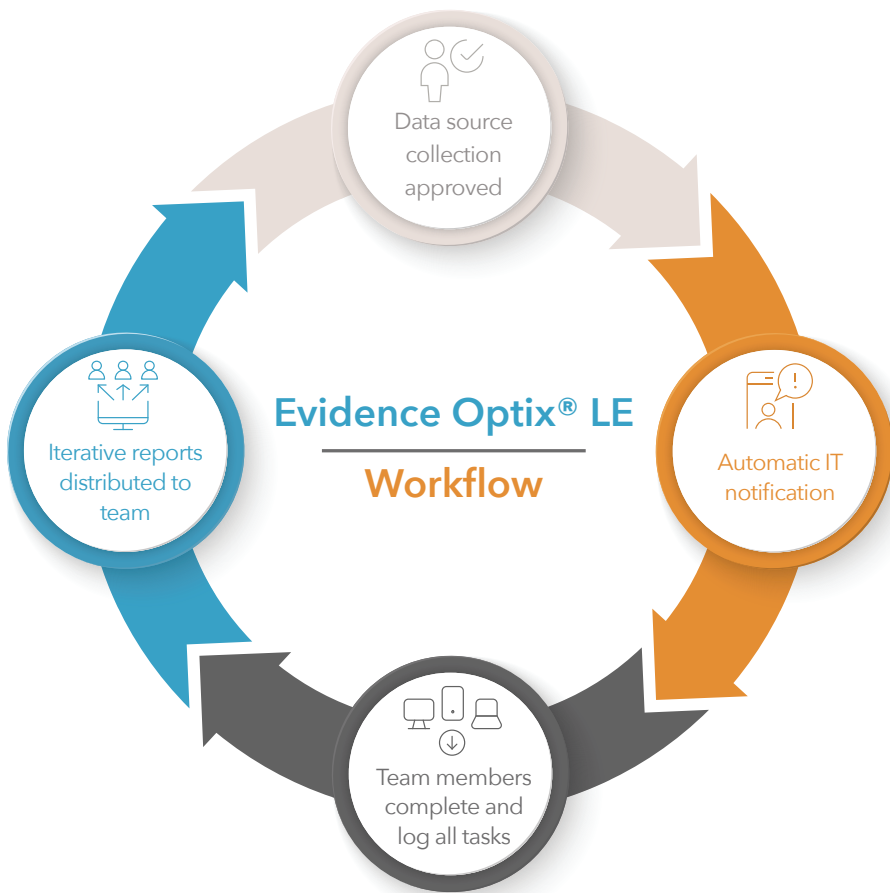 Data source
collection
approved
Evidence Optix® LE
Workflow
Automatic IT
notification
Team members
complete and
log all tasks
Iterative reports
distributed to
team